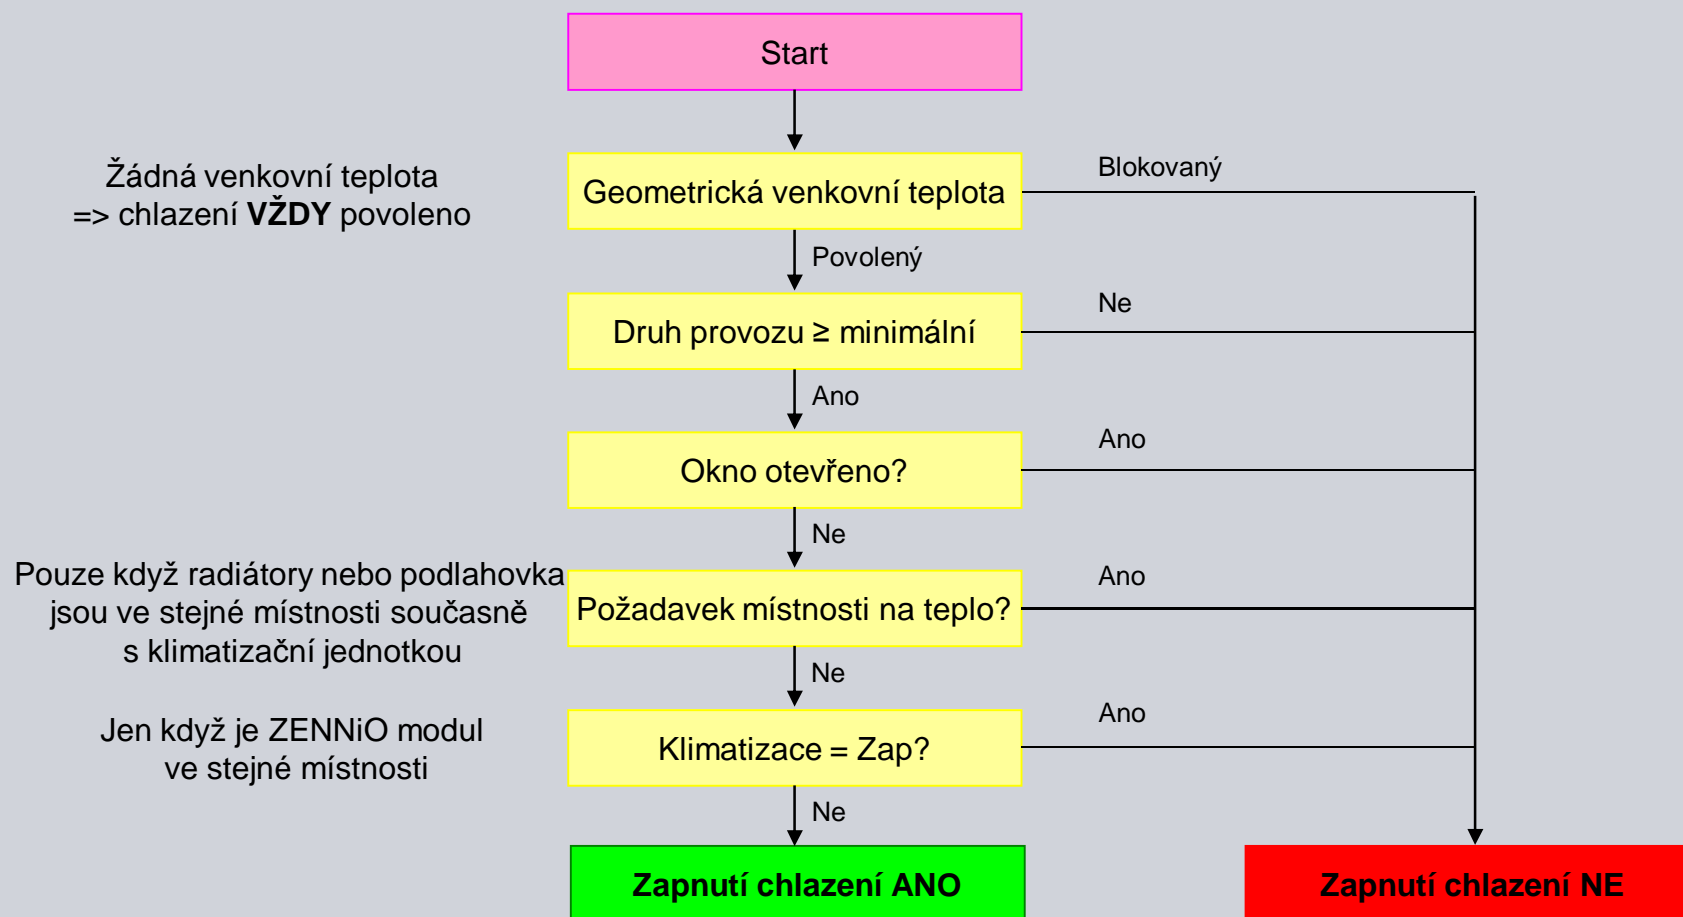 Start
Žádná venkovní teplota
=> chlazení VŽDY povoleno
Geometrická venkovní teplota
Blokovaný
Povolený
Druh provozu ≥ minimální
Ne
Ano
Okno otevřeno?
Ano
Ne
Pouze když radiátory nebo podlahovka
jsou ve stejné místnosti současně
s klimatizační jednotkou
Požadavek místnosti na teplo?
Ano
Ne
Jen když je ZENNiO modul
ve stejné místnosti
Klimatizace = Zap?
Ano
Ne
Zapnutí chlazení ANO
Zapnutí chlazení NE